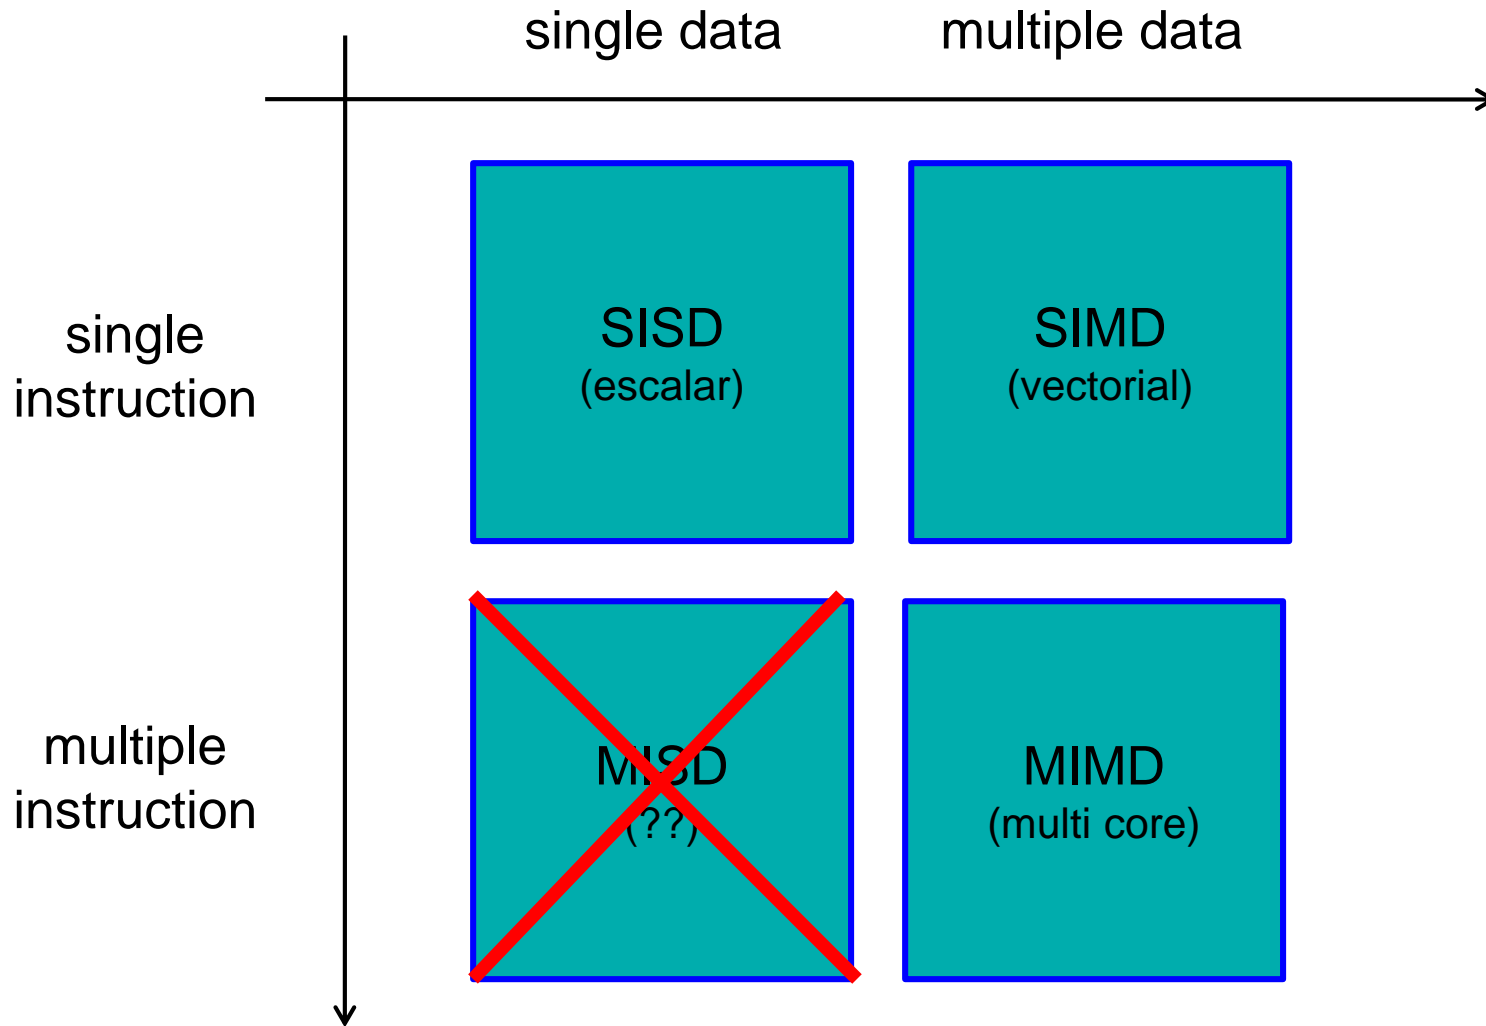 single data
multiple data
single
instruction
SISD
(escalar)
SIMD
(vectorial)
multiple
instruction
MISD
(??)
MIMD
(multi core)